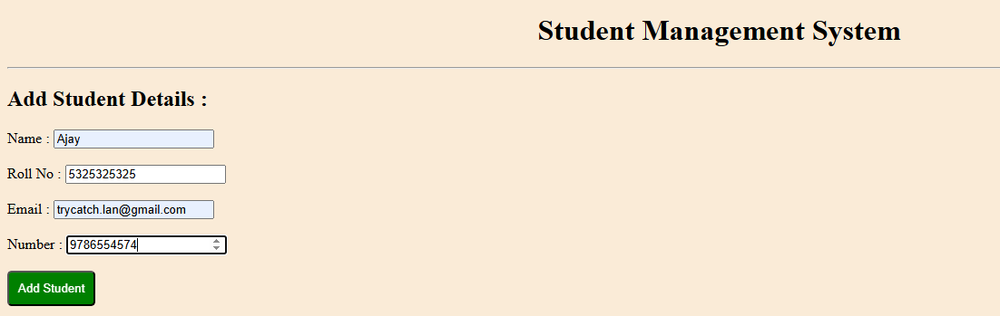 Student Management System
Add Student Details :
Name : Ajay
Roll No : 5325325325
Email : trycatch.lan@gmail.com
Number : 9786554574
Add Student